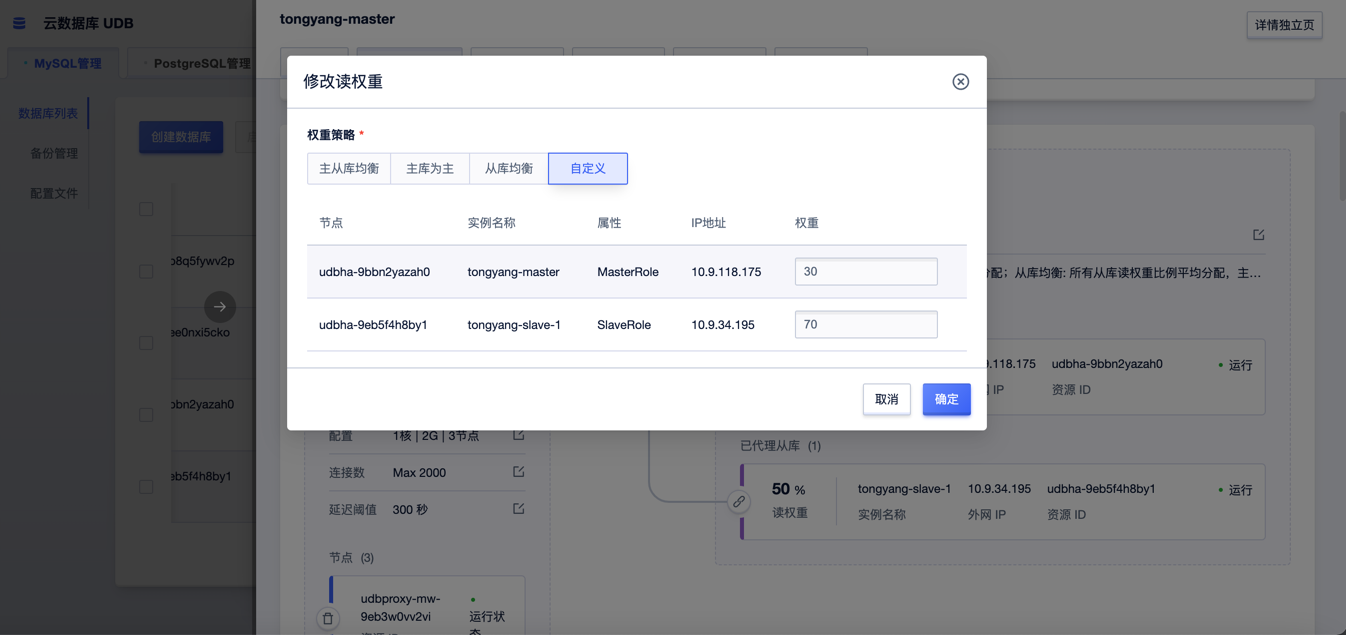 云数据库 UDB
tongyang-master
详情独立页
MySQL管理
PostgreSQL管理
数据库列表
备份管理
配置文件
创建数据库
修改读权重
权重策略 *
主从库均衡 主库为主 从库均衡 自定义
节点 实例名称 属性 IP地址 权重
udbha-9bbn2yazah0 tongyang-master MasterRole 10.9.118.175 30
udbha-9eb5f4h8by1 tongyang-slave-1 SlaveRole 10.9.34.195 70
取消 确定
b8q5fywv2p
ee0nxi5cko
bbn2yazah0
eb5f4h8by1
配；从库均衡: 所有从库读权重比例平均分配，主...
.118.175 udbha-9bbn2yazah0 运行
IP 资源 ID
已代理从库 (1)
50 % tongyang-slave-1 10.9.34.195 udbha-9eb5f4h8by1 运行
读权重 实例名称 外网 IP 资源 ID
配置 1核 | 2G | 3节点
连接数 Max 2000
延迟阈值 300 秒
节点 (3)
udbproxy-mw-
9eb3w0vv2vi
运行状
态
资源 ID